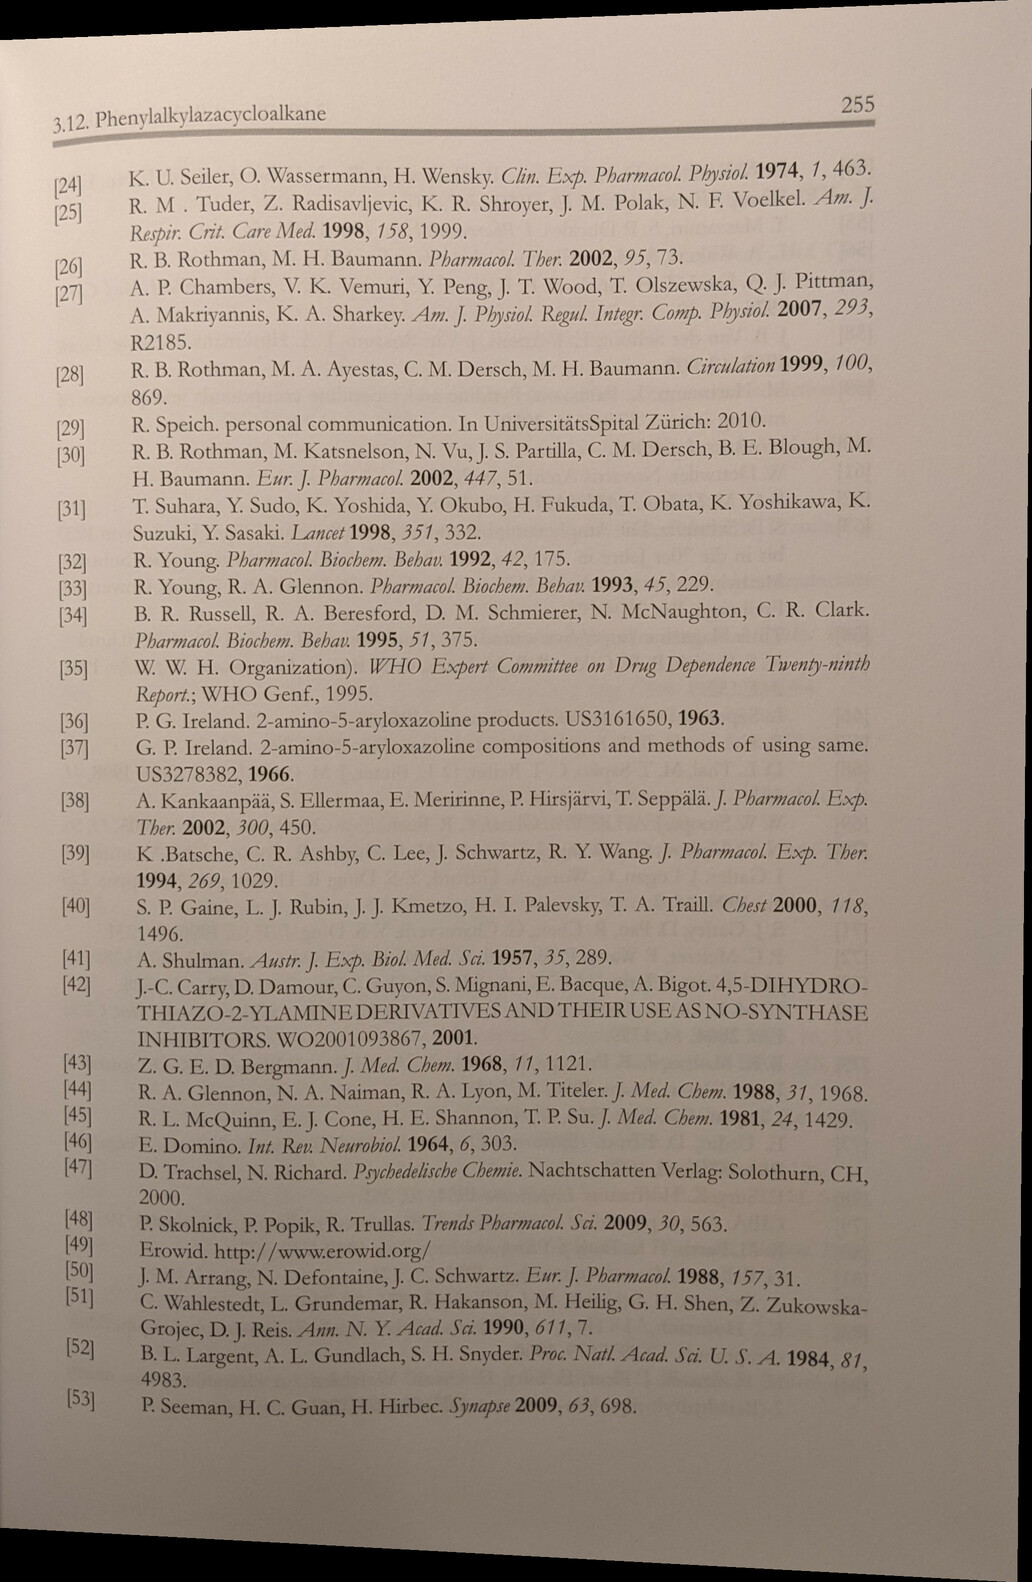 3.12. Phenylalkylazacycloalkane 255
[24] K. U. Seiler, O. Wassermann, H. Wensky. Clin. Exp. Pharmacol. Physiol. 1974, 1, 463.
[25] R. M . Tuder, Z. Radisavljevic, K. R. Shroyer, J. M. Polak, N. F. Voelkel. Am. J.
Respir. Crit. Care Med. 1998, 158, 1999.
[26] R. B. Rothman, M. H. Baumann. Pharmacol. Ther. 2002, 95, 73.
[27] A. P. Chambers, V. K. Vemuri, Y. Peng, J. T. Wood, T. Olszewska, Q. J. Pittman,
A. Makriyannis, K. A. Sharkey. Am. J. Physiol. Regul. Integr. Comp. Physiol. 2007, 293,
R2185.
[28] R. B. Rothman, M. A. Ayestas, C. M. Dersch, M. H. Baumann. Circulation 1999, 100,
869.
[29] R. Speich. personal communication. In UniversitätsSpital Zürich: 2010.
[30] R. B. Rothman, M. Katsnelson, N. Vu, J. S. Partilla, C. M. Dersch, B. E. Blough, M.
H. Baumann. Eur. J. Pharmacol. 2002, 447, 51.
[31] T. Suhara, Y. Sudo, K. Yoshida, Y. Okubo, H. Fukuda, T. Obata, K. Yoshikawa, K.
Suzuki, Y. Sasaki. Lancet 1998, 351, 332.
[32] R. Young. Pharmacol. Biochem. Behav. 1992, 42, 175.
[33] R. Young, R. A. Glennon. Pharmacol. Biochem. Behav. 1993, 45, 229.
[34] B. R. Russell, R. A. Beresford, D. M. Schmierer, N. McNaughton, C. R. Clark.
Pharmacol. Biochem. Behav. 1995, 51, 375.
[35] W. W. H. Organization). WHO Expert Committee on Drug Dependence Twenty-ninth
Report.; WHO Genf., 1995.
[36] P. G. Ireland. 2-amino-5-aryloxazoline products. US3161650, 1963.
[37] G. P. Ireland. 2-amino-5-aryloxazoline compositions and methods of using same.
US3278382, 1966.
[38] A. Kankaanpää, S. Ellermaa, E. Meririnne, P. Hirsjärvi, T. Seppälä. J. Pharmacol. Exp.
Ther. 2002, 300, 450.
[39] K .Batsche, C. R. Ashby, C. Lee, J. Schwartz, R. Y. Wang. J. Pharmacol. Exp. Ther.
1994, 269, 1029.
[40] S. P. Gaine, L. J. Rubin, J. J. Kmetzo, H. I. Palevsky, T. A. Traill. Chest 2000, 118,
1496.
[41] A. Shulman. Austr. J. Exp. Biol. Med. Sci. 1957, 35, 289.
[42] J.-C. Carry, D. Damour, C. Guyon, S. Mignani, E. Bacque, A. Bigot. 4,5-DIHYDRO-
THIAZO-2-YLAMINE DERIVATIVES AND THEIR USE AS NO-SYNTHASE
INHIBITORS. WO2001093867, 2001.
[43] Z. G. E. D. Bergmann. J. Med. Chem. 1968, 11, 1121.
[44] R. A. Glennon, N. A. Naiman, R. A. Lyon, M. Titeler. J. Med. Chem. 1988, 31, 1968.
[45] R. L. McQuinn, E. J. Cone, H. E. Shannon, T. P. Su. J. Med. Chem. 1981, 24, 1429.
[46] E. Domino. Int. Rev. Neurobiol. 1964, 6, 303.
[47] D. Trachsel, N. Richard. Psychedelische Chemie. Nachtschatten Verlag: Solothurn, CH,
2000.
[48] P. Skolnick, P. Popik, R. Trullas. Trends Pharmacol. Sci. 2009, 30, 563.
[49] Erowid. http://www.erowid.org/
[50] J. M. Arrang, N. Defontaine, J. C. Schwartz. Eur. J. Pharmacol. 1988, 157, 31.
[51] C. Wahlestedt, L. Grundemar, R. Hakanson, M. Heilig, G. H. Shen, Z. Zukowska-
Grojec, D. J. Reis. Ann. N. Y. Acad. Sci. 1990, 611, 7.
[52] B. L. Largent, A. L. Gundlach, S. H. Snyder. Proc. Natl. Acad. Sci. U. S. A. 1984, 81,
4983.
[53] P. Seeman, H. C. Guan, H. Hirbec. Synapse 2009, 63, 698.